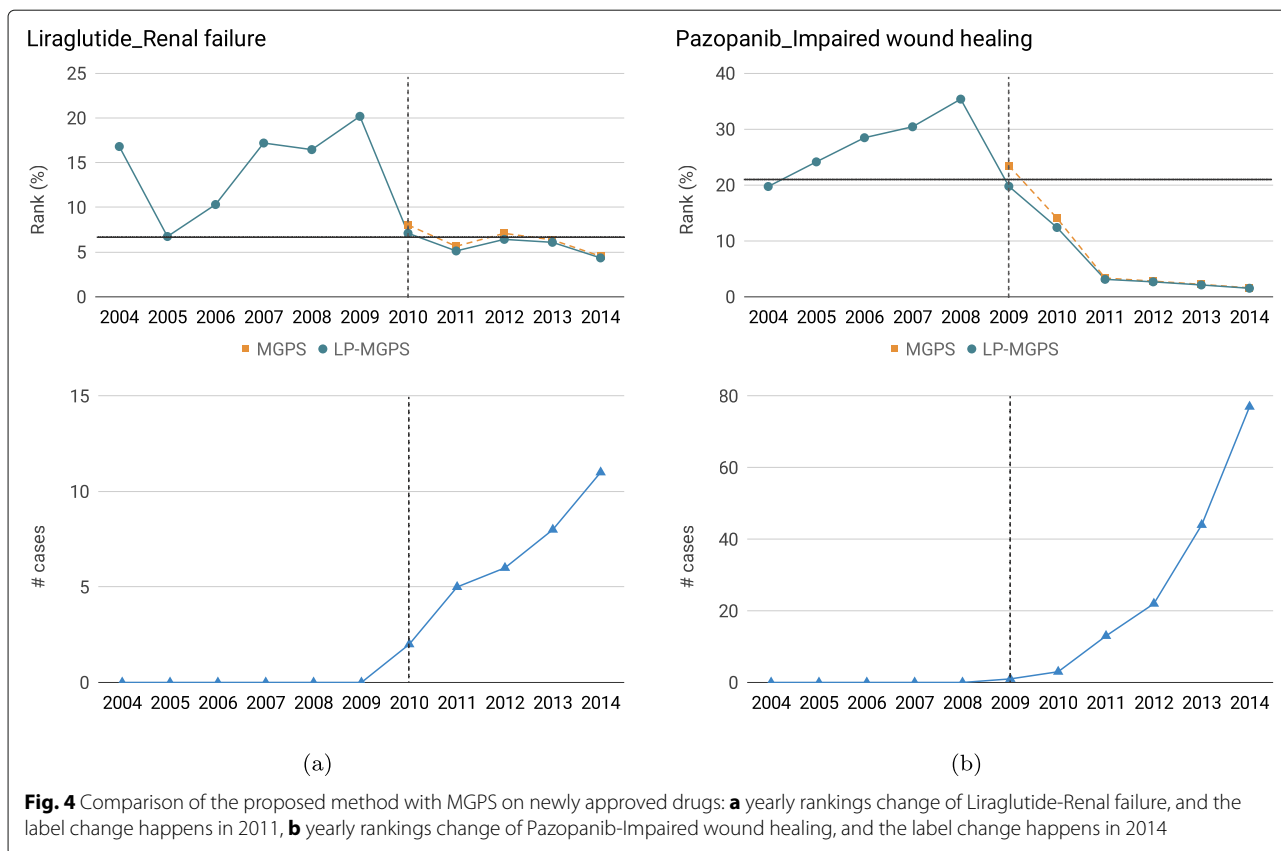 Liraglutide_Renal failure
25
20
15
10
5
0
Rank (%)
2004 2005 2006 2007 2008 2009 2010 2011 2012 2013 2014
MGPS LP-MGPS
15
10
5
0
# cases
2004 2005 2006 2007 2008 2009 2010 2011 2012 2013 2014
(a)
Pazopanib_Impaired wound healing
40
30
20
10
0
Rank (%)
2004 2005 2006 2007 2008 2009 2010 2011 2012 2013 2014
MGPS LP-MGPS
80
60
40
20
0
# cases
2004 2005 2006 2007 2008 2009 2010 2011 2012 2013 2014
(b)
Fig. 4 Comparison of the proposed method with MGPS on newly approved drugs: a yearly rankings change of Liraglutide-Renal failure, and the
label change happens in 2011, b yearly rankings change of Pazopanib-Impaired wound healing, and the label change happens in 2014